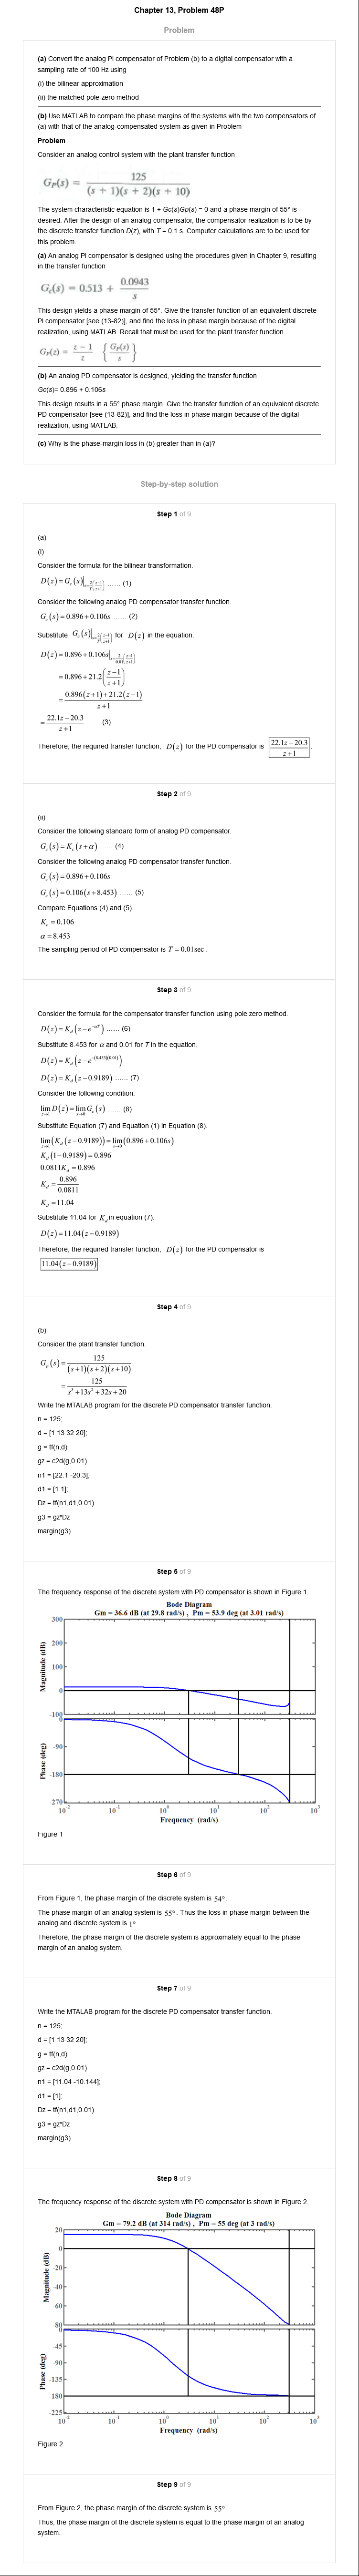 Chapter 13, Problem 48P
Problem
(a) Convert the analog PI compensator of Problem (b) to a digital compensator with a
sampling rate of 100 Hz using
(i) the bilinear approximation
(ii) the matched pole-zero method
(b) Use MATLAB to compare the phase margins of the systems with the two compensators of
(a) with that of the analog-compensated system as given in Problem
Problem
Consider an analog control system with the plant transfer function
G_P(s) = 125 / (s + 1)(s + 2)(s + 10)
The system characteristic equation is 1 + Gc(s)Gp(s) = 0 and a phase margin of 55° is
desired. After the design of an analog compensator, the compensator realization is to be by
the discrete transfer function D(z), with T = 0.1 s. Computer calculations are to be used for
this problem.
(a) An analog PI compensator is designed using the procedures given in Chapter 9, resulting
in the transfer function
G_c(s) = 0.513 + 0.0943 / s
This design yields a phase margin of 55°. Give the transfer function of an equivalent discrete
PI compensator [see (13-82)], and find the loss in phase margin because of the digital
realization, using MATLAB. Recall that must be used for the plant transfer function.
G_P(z) = z − 1 / z { G_P(s) / s }
(b) An analog PD compensator is designed, yielding the transfer function
Gc(s)= 0.896 + 0.106s
This design results in a 55° phase margin. Give the transfer function of an equivalent discrete
PD compensator [see (13-82)], and find the loss in phase margin because of the digital
realization, using MATLAB.
(c) Why is the phase-margin loss in (b) greater than in (a)?
Step-by-step solution
Step 1 of 9
(a)
(i)
Consider the formula for the bilinear transformation.
D(z) = G_c(s)|_{s=2/T[(z−1)/(z+1)]} ...... (1)
Consider the following analog PD compensator transfer function.
G_c(s) = 0.896 + 0.106s ...... (2)
Substitute G_c(s)|_{s=2/T[(z−1)/(z+1)]} for D(z) in the equation.
D(z) = 0.896 + 0.106s|_{s=2/0.01[(z−1)/(z+1)]}
= 0.896 + 21.2((z−1)/(z+1))
= 0.896(z+1) + 21.2(z−1) / z+1
= 22.1z − 20.3 / z+1 ...... (3)
Therefore, the required transfer function, D(z) for the PD compensator is 22.1z − 20.3 / z+1 .
Step 2 of 9
(ii)
Consider the following standard form of analog PD compensator.
G_c(s) = K_c(s + α) ...... (4)
Consider the following analog PD compensator transfer function.
G_c(s) = 0.896 + 0.106s
G_c(s) = 0.106(s + 8.453) ...... (5)
Compare Equations (4) and (5).
K_c = 0.106
α = 8.453
The sampling period of PD compensator is T = 0.01sec .
Step 3 of 9
Consider the formula for the compensator transfer function using pole zero method.
D(z) = K_d(z − e^{−αT}) ...... (6)
Substitute 8.453 for α and 0.01 for T in the equation.
D(z) = K_d(z − e^{−(8.453)(0.01)})
D(z) = K_d(z − 0.9189) ...... (7)
Consider the following condition.
lim_{z→1} D(z) = lim_{s→0} G_c(s) ...... (8)
Substitute Equation (7) and Equation (1) in Equation (8).
lim_{z→1}(K_d(z − 0.9189)) = lim_{s→0}(0.896 + 0.106s)
K_d(1 − 0.9189) = 0.896
0.0811K_d = 0.896
K_d = 0.896 / 0.0811
K_d = 11.04
Substitute 11.04 for K_d in equation (7).
D(z) = 11.04(z − 0.9189)
Therefore, the required transfer function, D(z) for the PD compensator is
11.04(z − 0.9189) .
Step 4 of 9
(b)
Consider the plant transfer function.
G_p(s) = 125 / (s+1)(s+2)(s+10)
= 125 / s³ + 13s² + 32s + 20
Write the MTALAB program for the discrete PD compensator transfer function.
n = 125;
d = [1 13 32 20];
g = tf(n,d)
gz = c2d(g,0.01)
n1 = [22.1 -20.3];
d1 = [1 1];
Dz = tf(n1,d1,0.01)
g3 = gz*Dz
margin(g3)
Step 5 of 9
The frequency response of the discrete system with PD compensator is shown in Figure 1.
Bode Diagram
Gm = 36.6 dB (at 29.8 rad/s) , Pm = 53.9 deg (at 3.01 rad/s)
Magnitude (dB)
300
200
100
0
-100
Phase (deg)
0
-90
-180
-270
10^-2 10^-1 10^0 10^1 10^2 10^3
Frequency (rad/s)
Figure 1
Step 6 of 9
From Figure 1, the phase margin of the discrete system is 54° .
The phase margin of an analog system is 55° . Thus the loss in phase margin between the
analog and discrete system is 1° .
Therefore, the phase margin of the discrete system is approximately equal to the phase
margin of an analog system.
Step 7 of 9
Write the MTALAB program for the discrete PD compensator transfer function.
n = 125;
d = [1 13 32 20];
g = tf(n,d)
gz = c2d(g,0.01)
n1 = [11.04 -10.144];
d1 = [1];
Dz = tf(n1,d1,0.01)
g3 = gz*Dz
margin(g3)
Step 8 of 9
The frequency response of the discrete system with PD compensator is shown in Figure 2.
Bode Diagram
Gm = 79.2 dB (at 314 rad/s) , Pm = 55 deg (at 3 rad/s)
Magnitude (dB)
20
0
-20
-40
-60
-80
Phase (deg)
0
-45
-90
-135
-180
-225
10^-2 10^-1 10^0 10^1 10^2 10^3
Frequency (rad/s)
Figure 2
Step 9 of 9
From Figure 2, the phase margin of the discrete system is 55° .
Thus, the phase margin of the discrete system is equal to the phase margin of an analog
system.